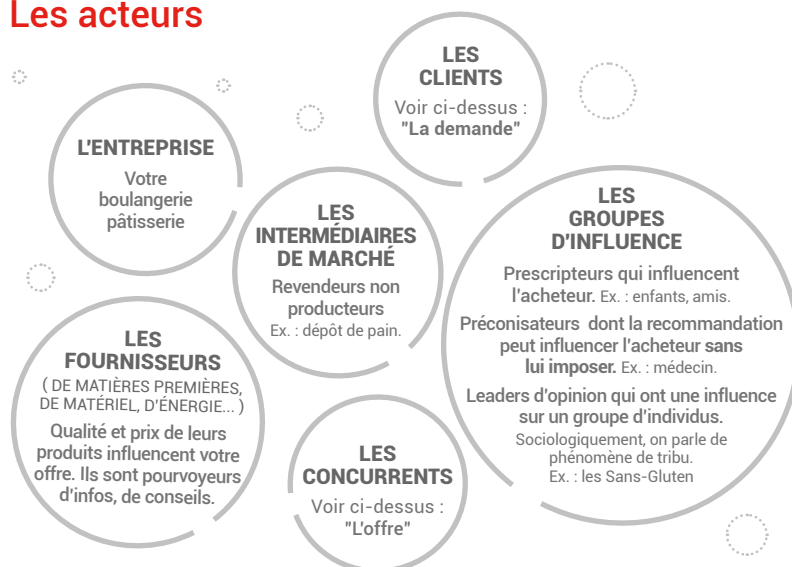 Les acteurs
LES
CLIENTS
Voir ci-dessus :
"La demande"
L'ENTREPRISE
Votre
boulangerie
pâtisserie
LES
INTERMÉDIAIRES
DE MARCHÉ
Revendeurs non
producteurs
Ex. : dépôt de pain.
LES
GROUPES
D'INFLUENCE
Prescripteurs qui influencent
l'acheteur. Ex. : enfants, amis.
Préconisateurs dont la recommandation
peut influencer l'acheteur sans
lui imposer. Ex. : médecin.
Leaders d'opinion qui ont une influence
sur un groupe d'individus.
Sociologiquement, on parle de
phénomène de tribu.
Ex. : les Sans-Gluten
LES
FOURNISSEURS
( DE MATIÈRES PREMIÈRES,
DE MATÉRIEL, D'ÉNERGIE... )
Qualité et prix de leurs
produits influencent votre
offre. Ils sont pourvoyeurs
d'infos, de conseils.
LES
CONCURRENTS
Voir ci-dessus :
"L'offre"